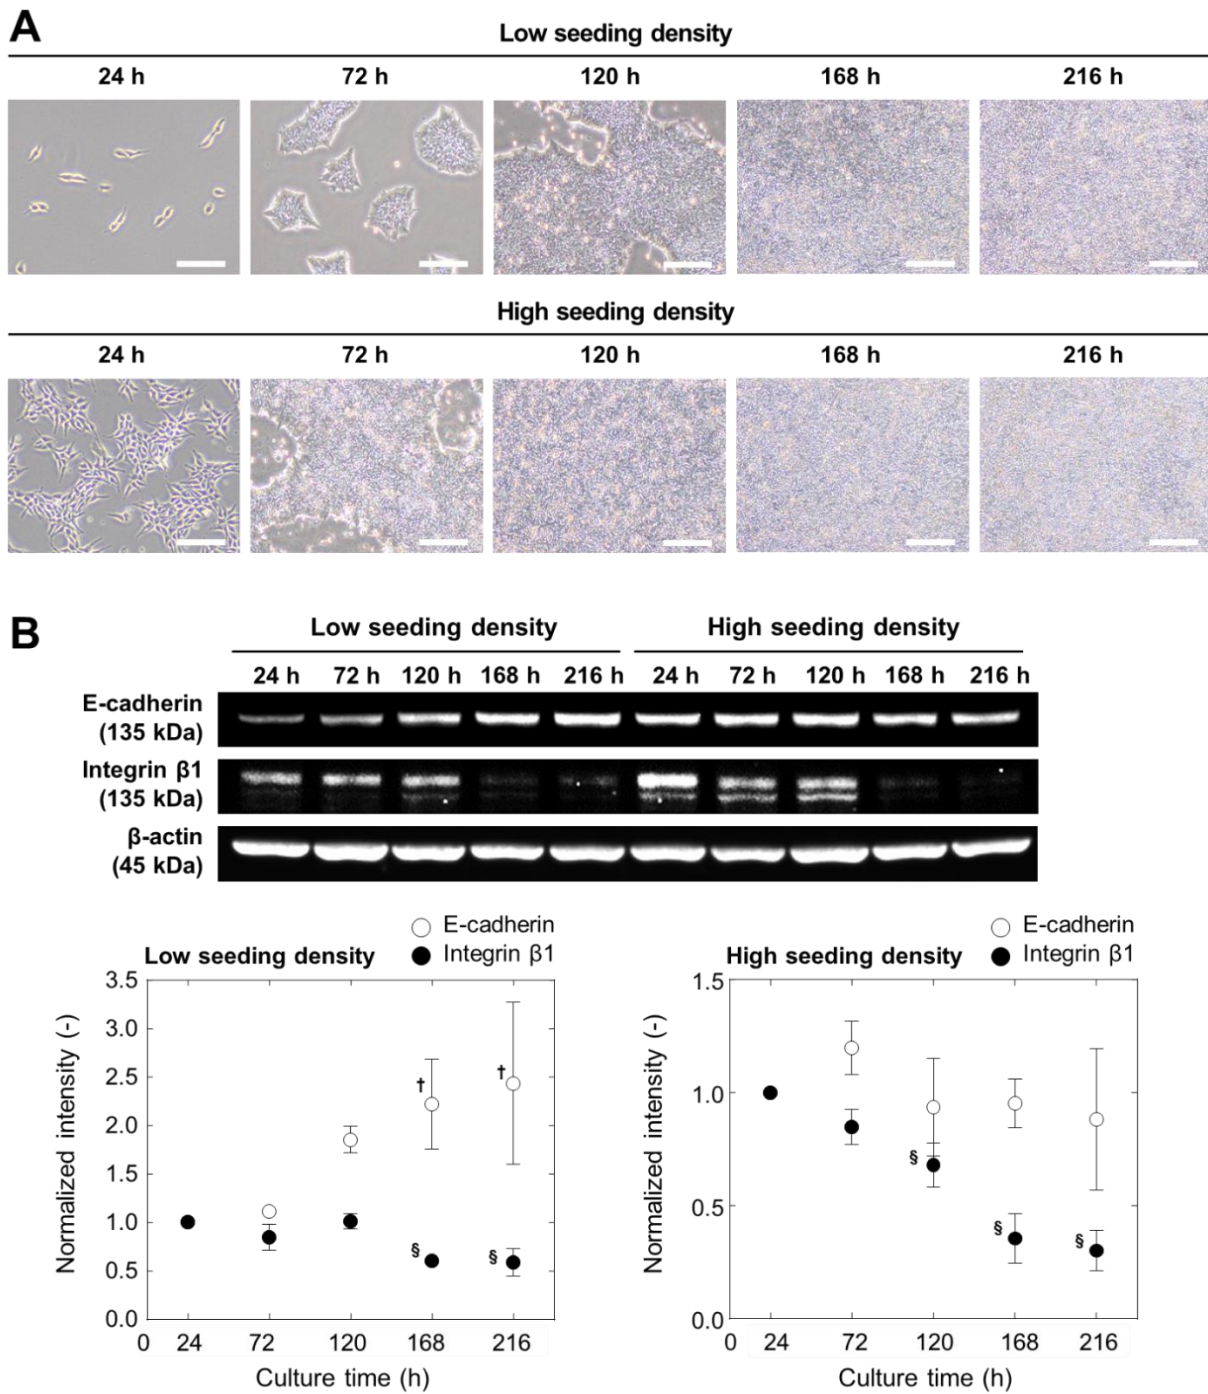 A
Low seeding density
24 h 72 h 120 h 168 h 216 h
High seeding density
24 h 72 h 120 h 168 h 216 h
B
Low seeding density High seeding density
24 h 72 h 120 h 168 h 216 h 24 h 72 h 120 h 168 h 216 h
E-cadherin
(135 kDa)
Integrin β1
(135 kDa)
β-actin
(45 kDa)
E-cadherin
Integrin β1
Low seeding density
Normalized intensity (-)
3.5
3.0
2.5
2.0
1.5
1.0
0.5
0.0
† †
§ §
0 24 72 120 168 216
Culture time (h)
E-cadherin
Integrin β1
High seeding density
Normalized intensity (-)
1.5
1.0
0.5
0.0
§ § §
0 24 72 120 168 216
Culture time (h)